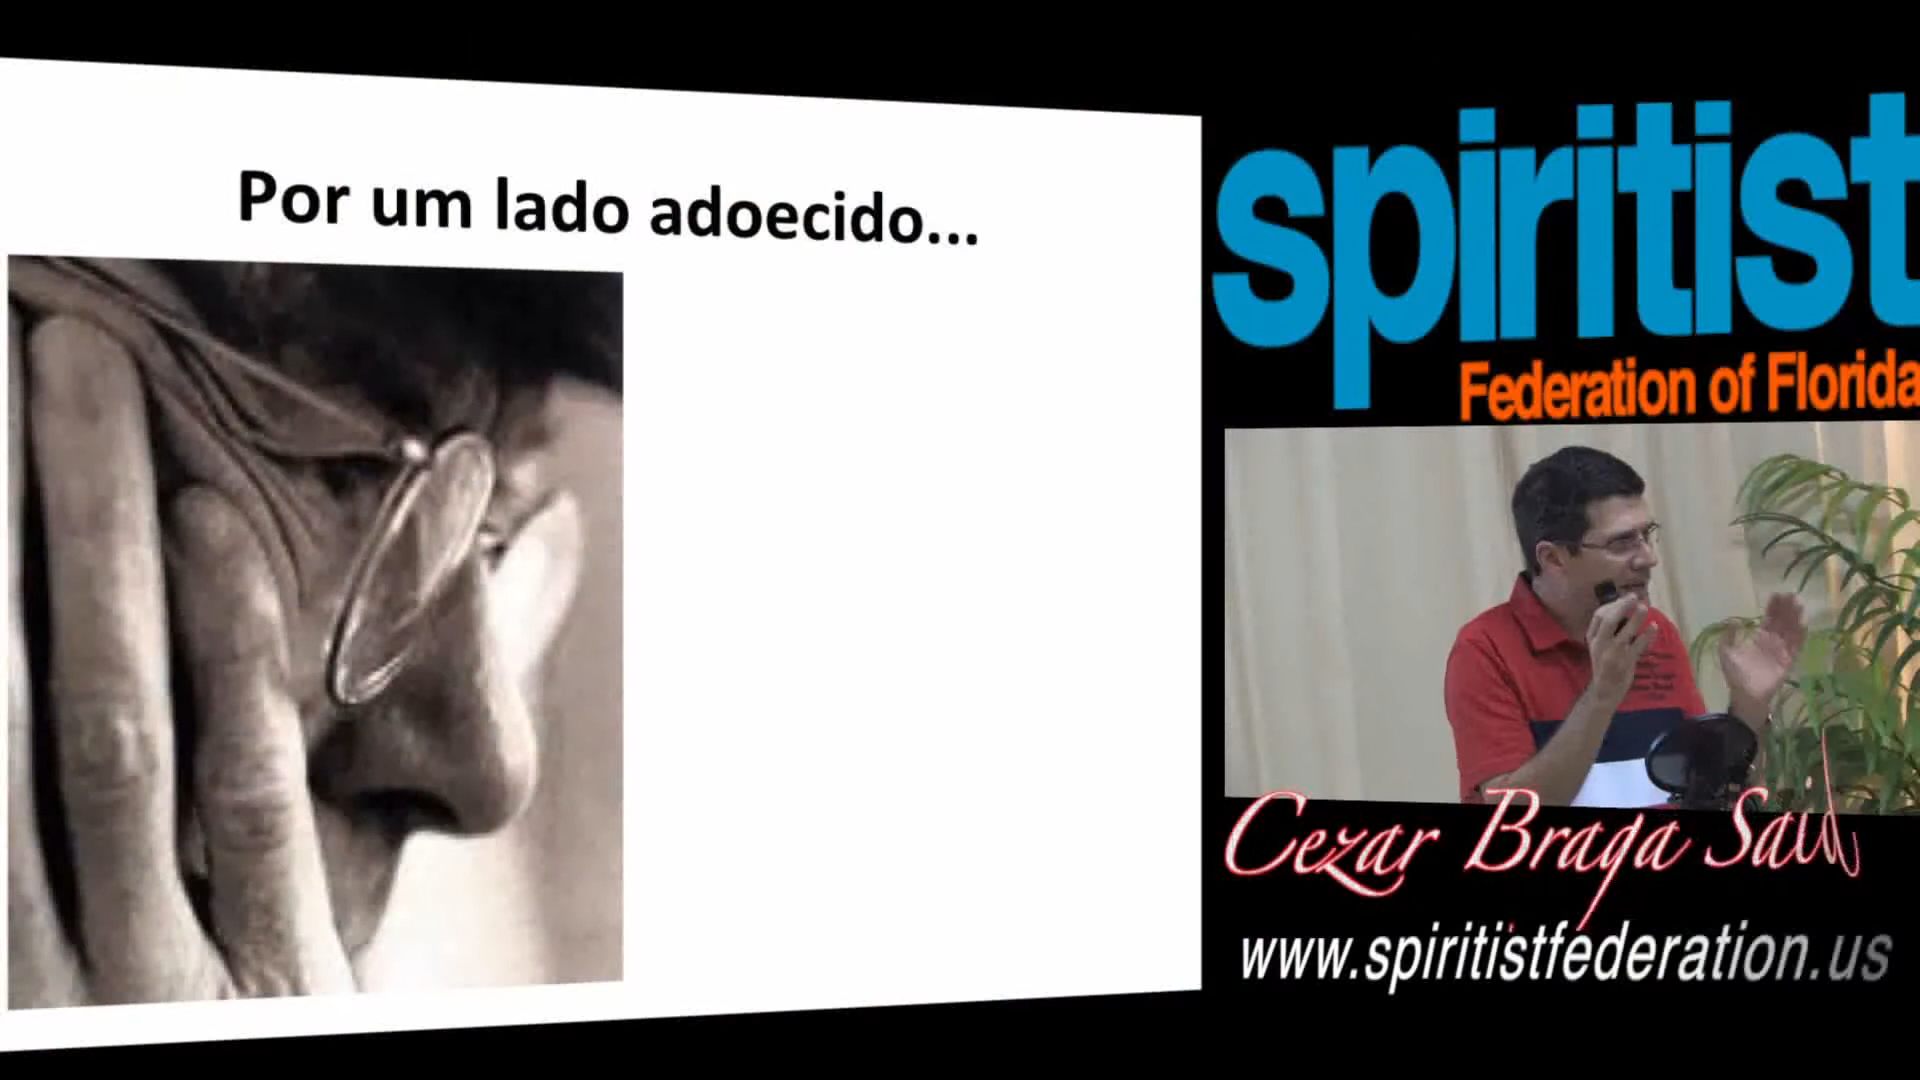 Por um lado adoecido...
spiritist
Federation of Florida
Cezar Braga Said
www.spiritistfederation.us